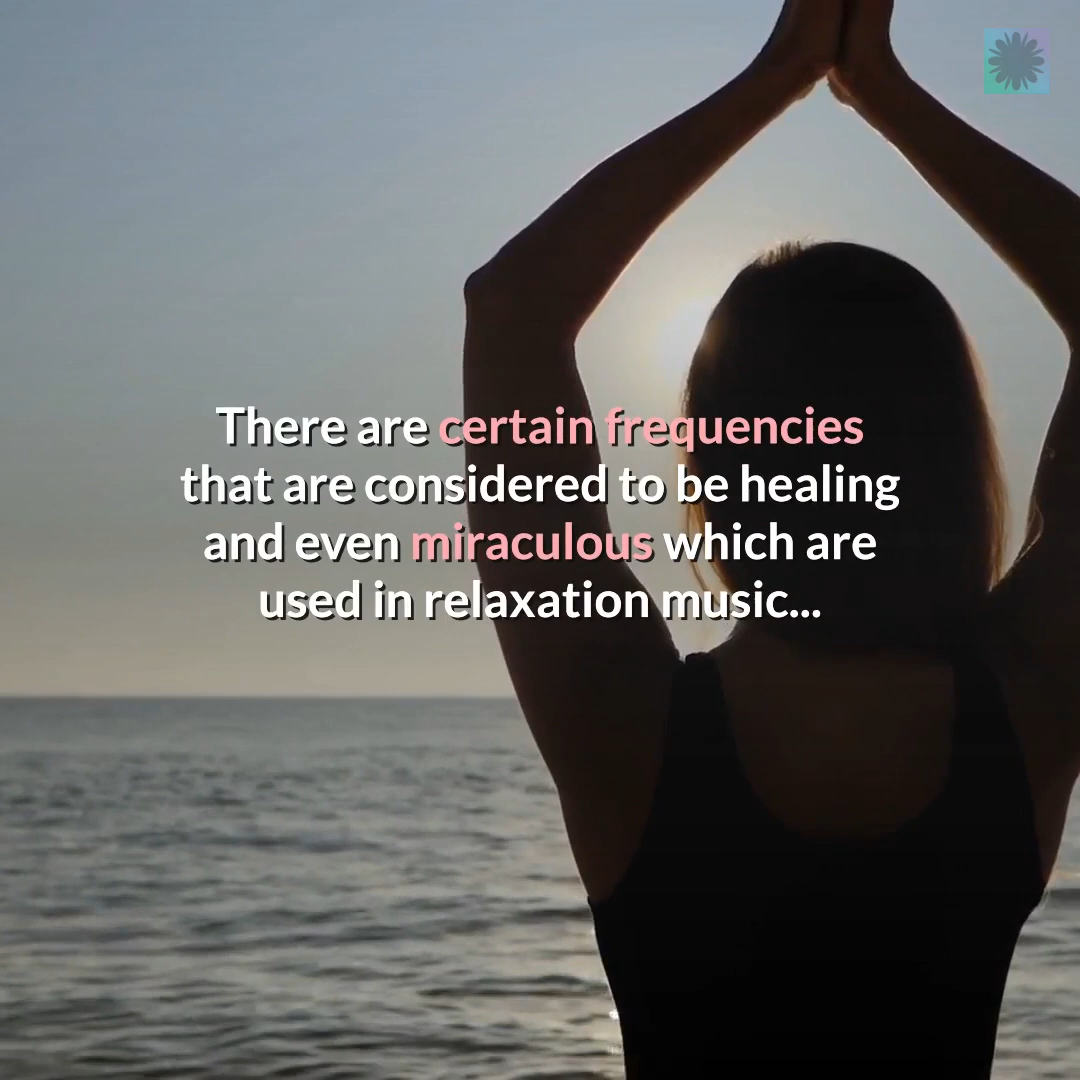 There are certain frequencies
that are considered to be healing
and even miraculous which are
used in relaxation music...